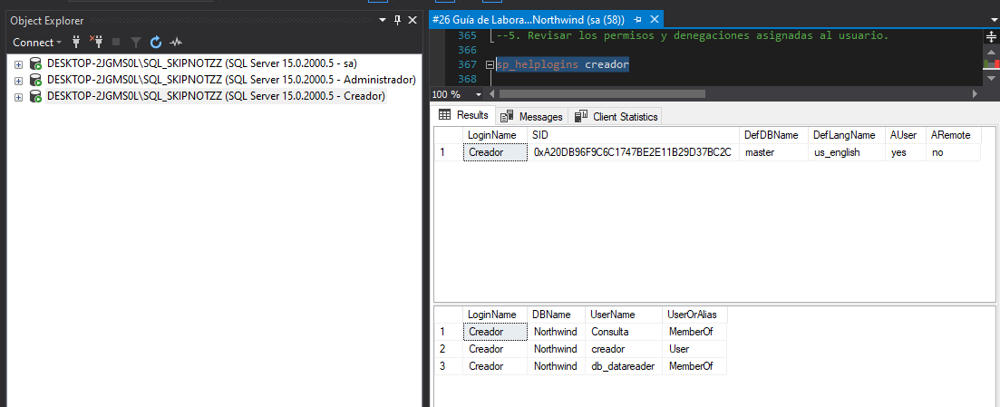 Object Explorer
Connect
DESKTOP-2JGMS0L\SQL_SKIPNOTZZ (SQL Server 15.0.2000.5 - sa)
DESKTOP-2JGMS0L\SQL_SKIPNOTZZ (SQL Server 15.0.2000.5 - Administrador)
DESKTOP-2JGMS0L\SQL_SKIPNOTZZ (SQL Server 15.0.2000.5 - Creador)
#26 Guía de Labora...Northwind (sa (58))
365 --5. Revisar los permisos y denegaciones asignadas al usuario.
366
367 sp_helplogins creador
368
100 %
Results Messages Client Statistics
LoginName SID DefDBName DefLangName AUser ARemote
1 Creador 0xA20DB96F9C6C1747BE2E11B29D37BC2C master us_english yes no
LoginName DBName UserName UserOrAlias
1 Creador Northwind Consulta MemberOf
2 Creador Northwind creador User
3 Creador Northwind db_datareader MemberOf